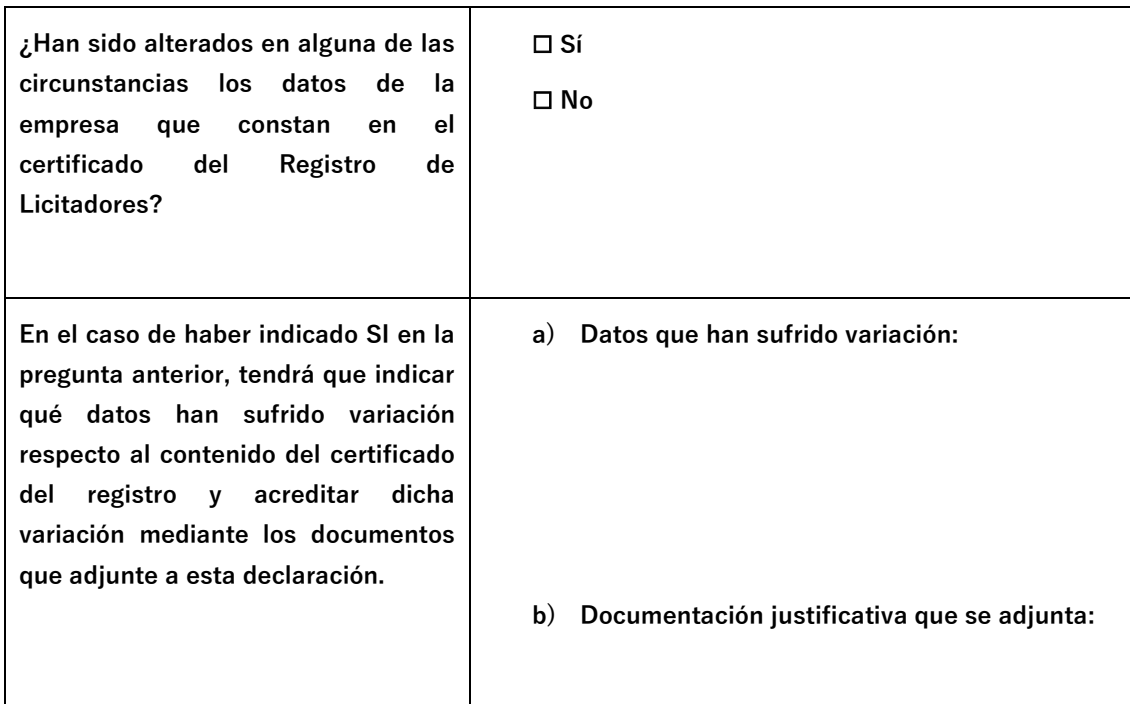 ¿Han sido alterados en alguna de las
circunstancias los datos de la
empresa que constan en el
certificado del Registro de
Licitadores?
☐ Sí
☐ No
En el caso de haber indicado SI en la
pregunta anterior, tendrá que indicar
qué datos han sufrido variación
respecto al contenido del certificado
del registro y acreditar dicha
variación mediante los documentos
que adjunte a esta declaración.
a) Datos que han sufrido variación:
b) Documentación justificativa que se adjunta: